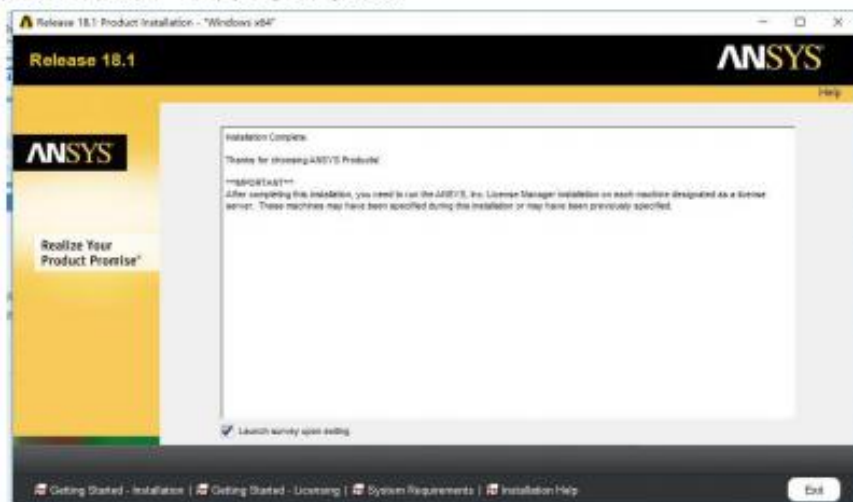 Release 18.1 Product Installation - "Windows x64"
Release 18.1
ANSYS
Help
ANSYS
Installation Complete.
Thanks for choosing ANSYS Products!
***IMPORTANT***
After completing this installation, you need to run the ANSYS, Inc. License Manager installation on each machine designated as a license
server. These machines may have been specified during this installation or may have been previously specified.
Realize Your
Product Promise®
Launch survey upon exiting.
Getting Started - Installation | Getting Started - Licensing | System Requirements | Installation Help
Exit